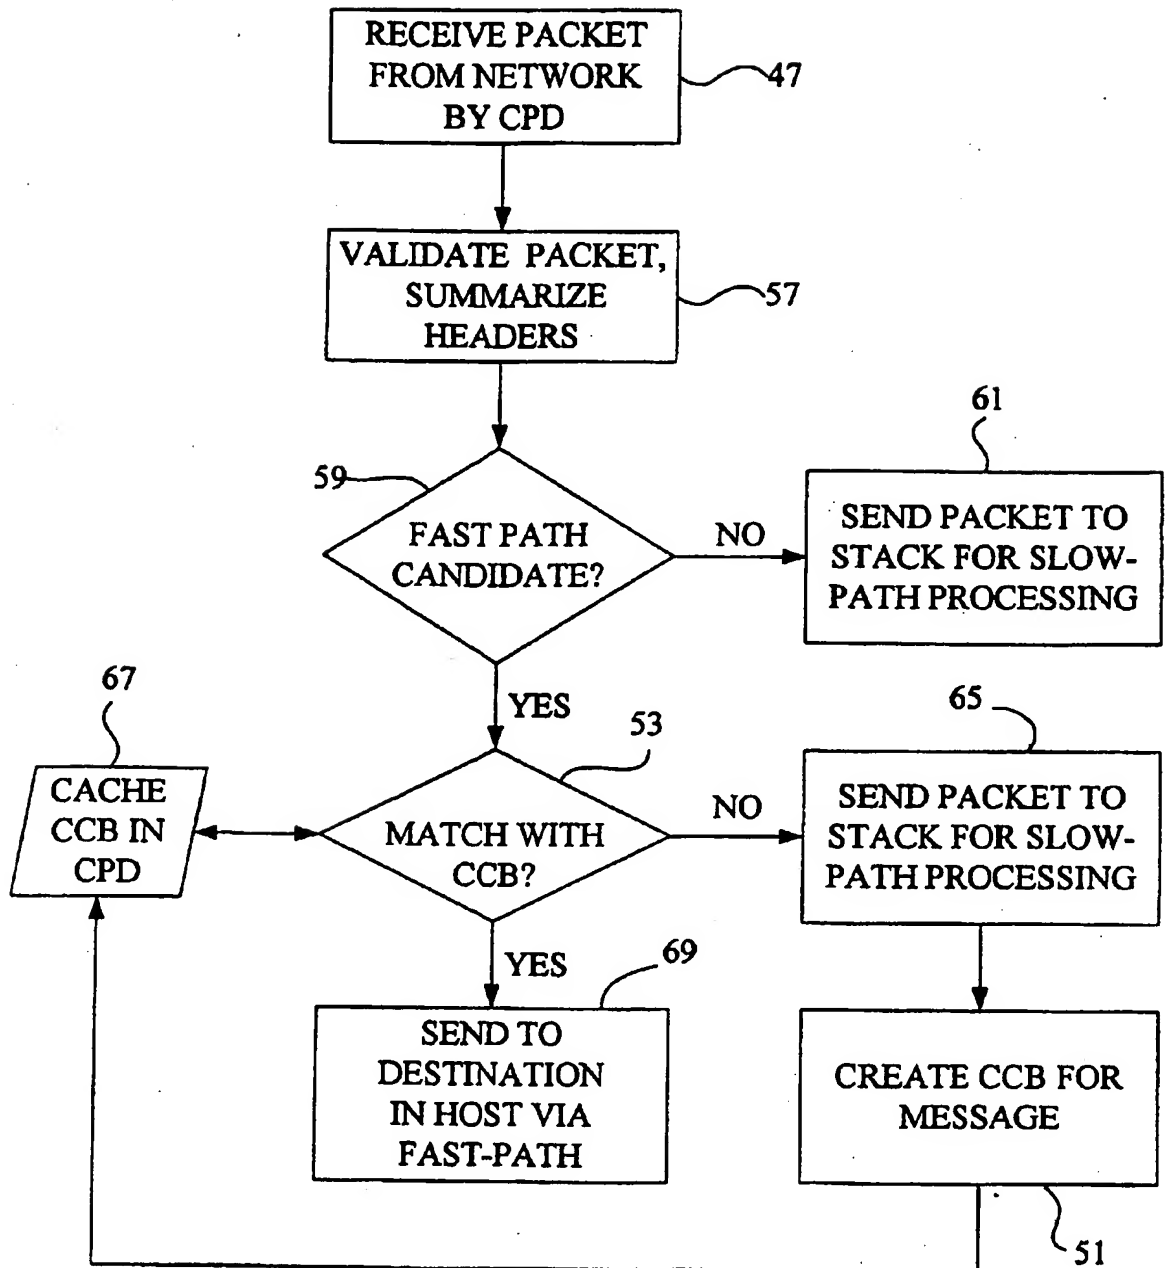 RECEIVE PACKET
FROM NETWORK
BY CPD
47
VALIDATE PACKET,
SUMMARIZE
HEADERS
57
59
FAST PATH
CANDIDATE?
NO
61
SEND PACKET TO
STACK FOR SLOW-
PATH PROCESSING
YES
67
CACHE
CCB IN
CPD
53
MATCH WITH
CCB?
NO
65
SEND PACKET TO
STACK FOR SLOW-
PATH PROCESSING
YES
69
SEND TO
DESTINATION
IN HOST VIA
FAST-PATH
CREATE CCB FOR
MESSAGE
51